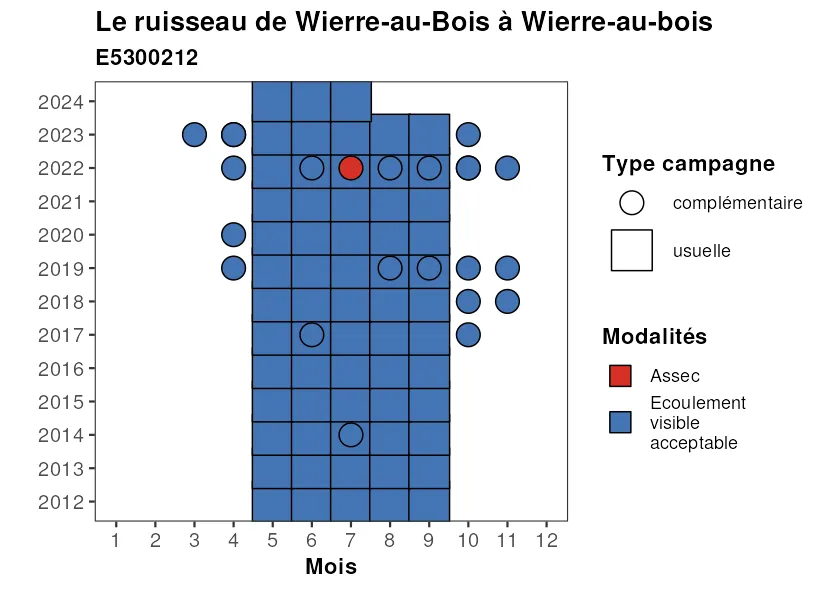 Le ruisseau de Wierre-au-Bois à Wierre-au-bois
E5300212
2024
2023
2022
2021
2020
2019
2018
2017
2016
2015
2014
2013
2012
1 2 3 4 5 6 7 8 9 10 11 12
Mois
Type campagne
complémentaire
usuelle
Modalités
Assec
Ecoulement
visible
acceptable